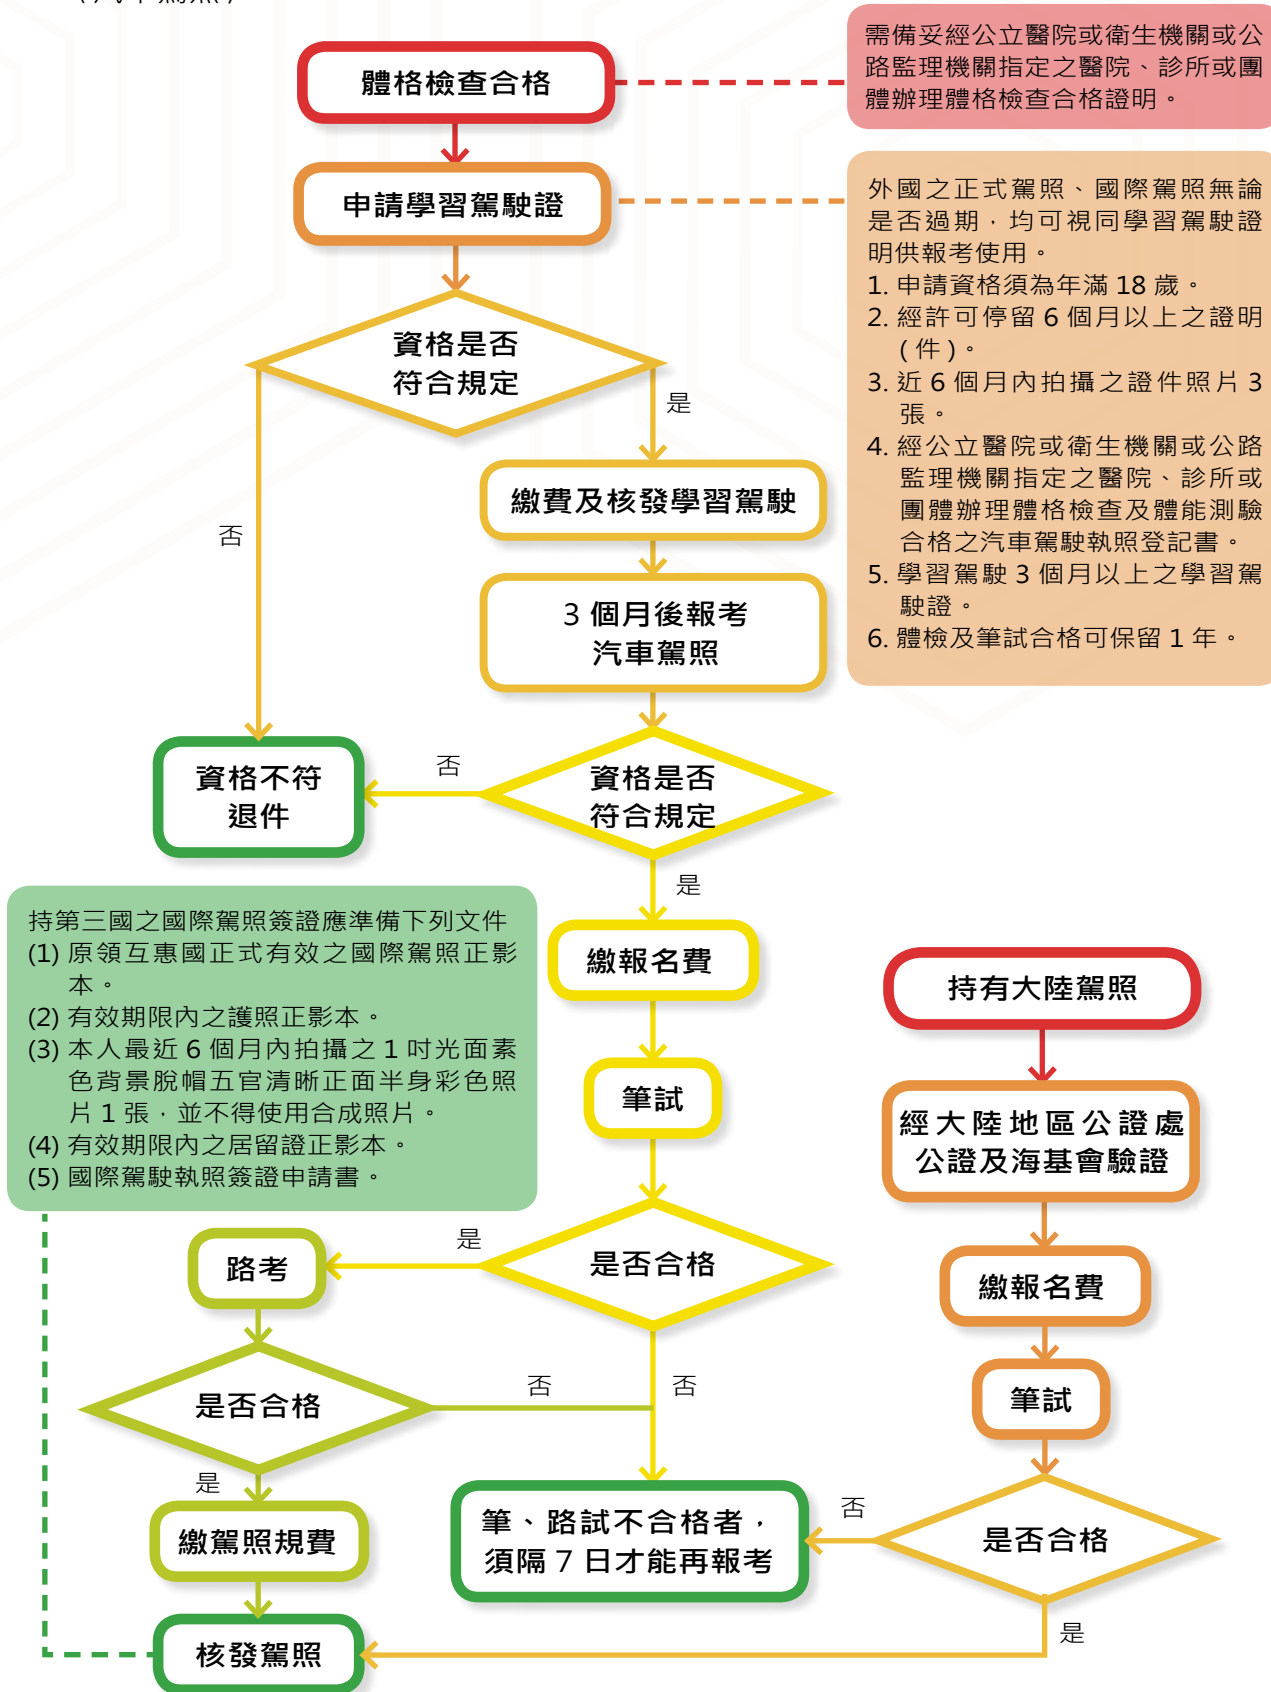 體格檢查合格
需備妥經公立醫院或衛生機關或公
路監理機關指定之醫院、診所或團
體辦理體格檢查合格證明。
申請學習駕駛證
外國之正式駕照、國際駕照無論
是否過期，均可視同學習駕駛證
明供報考使用。
1. 申請資格須為年滿 18 歲。
2. 經許可停留 6 個月以上之證明
(件)。
3. 近 6 個月內拍攝之證件照片 3
張。
4. 經公立醫院或衛生機關或公路
監理機關指定之醫院、診所或
團體辦理體格檢查及體能測驗
合格之汽車駕駛執照登記書。
5. 學習駕駛 3 個月以上之學習駕
駛證。
6. 體檢及筆試合格可保留 1 年。
資格是否
符合規定
是
否
繳費及核發學習駕駛
3 個月後報考
汽車駕照
資格是否
符合規定
否
資格不符
退件
是
持第三國之國際駕照簽證應準備下列文件
(1) 原領互惠國正式有效之國際駕照正影
本。
(2) 有效期限內之護照正影本。
(3) 本人最近 6 個月內拍攝之 1 吋光面素
色背景脫帽五官清晰正面半身彩色照
片 1 張，並不得使用合成照片。
(4) 有效期限內之居留證正影本。
(5) 國際駕駛執照簽證申請書。
繳報名費
筆試
是否合格
是
路考
否
是否合格
否
是
繳駕照規費
核發駕照
筆、路試不合格者，
須隔 7 日才能再報考
持有大陸駕照
經大陸地區公證處
公證及海基會驗證
繳報名費
筆試
是否合格
否
是